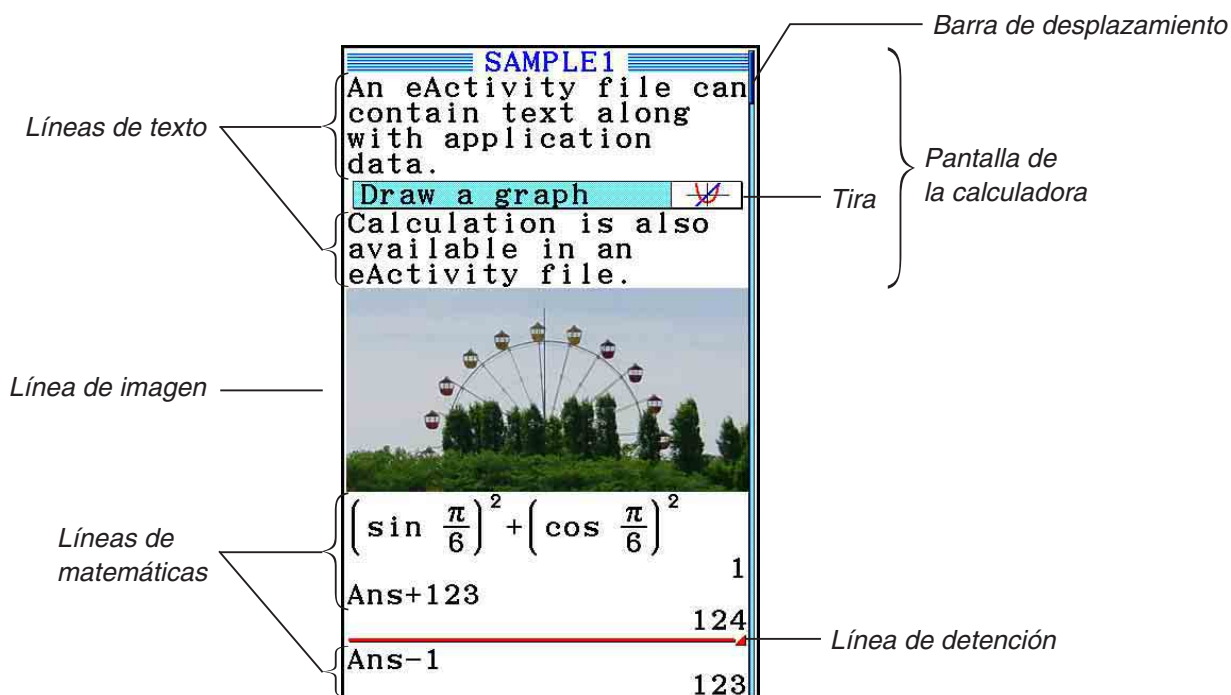 Barra de desplazamiento
SAMPLE1
An eActivity file can
contain text along
with application
data.
Líneas de texto
Draw a graph
Tira
Pantalla de
la calculadora
Calculation is also
available in an
eActivity file.
Línea de imagen
(sin π/6)²+(cos π/6)²
1
Líneas de
matemáticas
Ans+123
124
Línea de detención
Ans−1
123